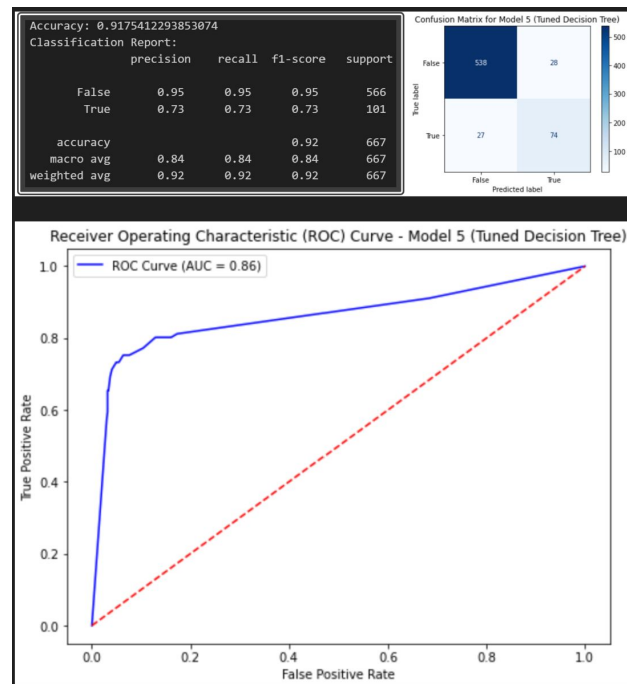 Accuracy: 0.9175412293853074
Classification Report:
precision recall f1-score support
False 0.95 0.95 0.95 566
True 0.73 0.73 0.73 101
accuracy 0.92 667
macro avg 0.84 0.84 0.84 667
weighted avg 0.92 0.92 0.92 667
Confusion Matrix for Model 5 (Tuned Decision Tree)
True label
False
538
28
True
27
74
False
True
Predicted label
500
400
300
200
100
Receiver Operating Characteristic (ROC) Curve - Model 5 (Tuned Decision Tree)
ROC Curve (AUC = 0.86)
True Positive Rate
1.0
0.8
0.6
0.4
0.2
0.0
0.0
0.2
0.4
0.6
0.8
1.0
False Positive Rate